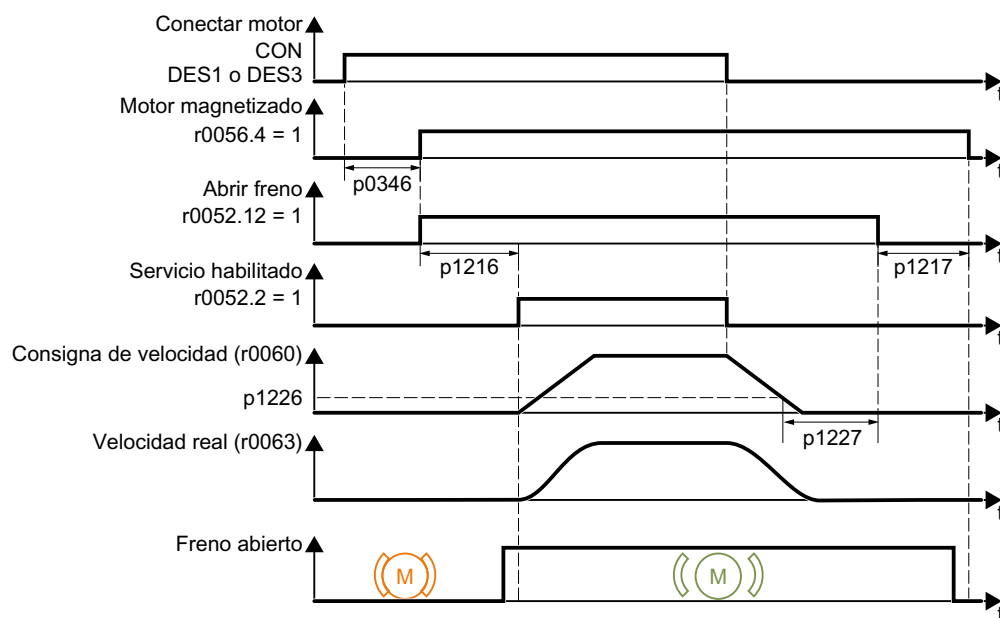 Conectar motor
CON
DES1 o DES3
t
Motor magnetizado
r0056.4 = 1
t
p0346
Abrir freno
r0052.12 = 1
t
p1216
p1217
Servicio habilitado
r0052.2 = 1
t
Consigna de velocidad (r0060)
p1226
t
p1227
Velocidad real (r0063)
t
Freno abierto
M
M
t